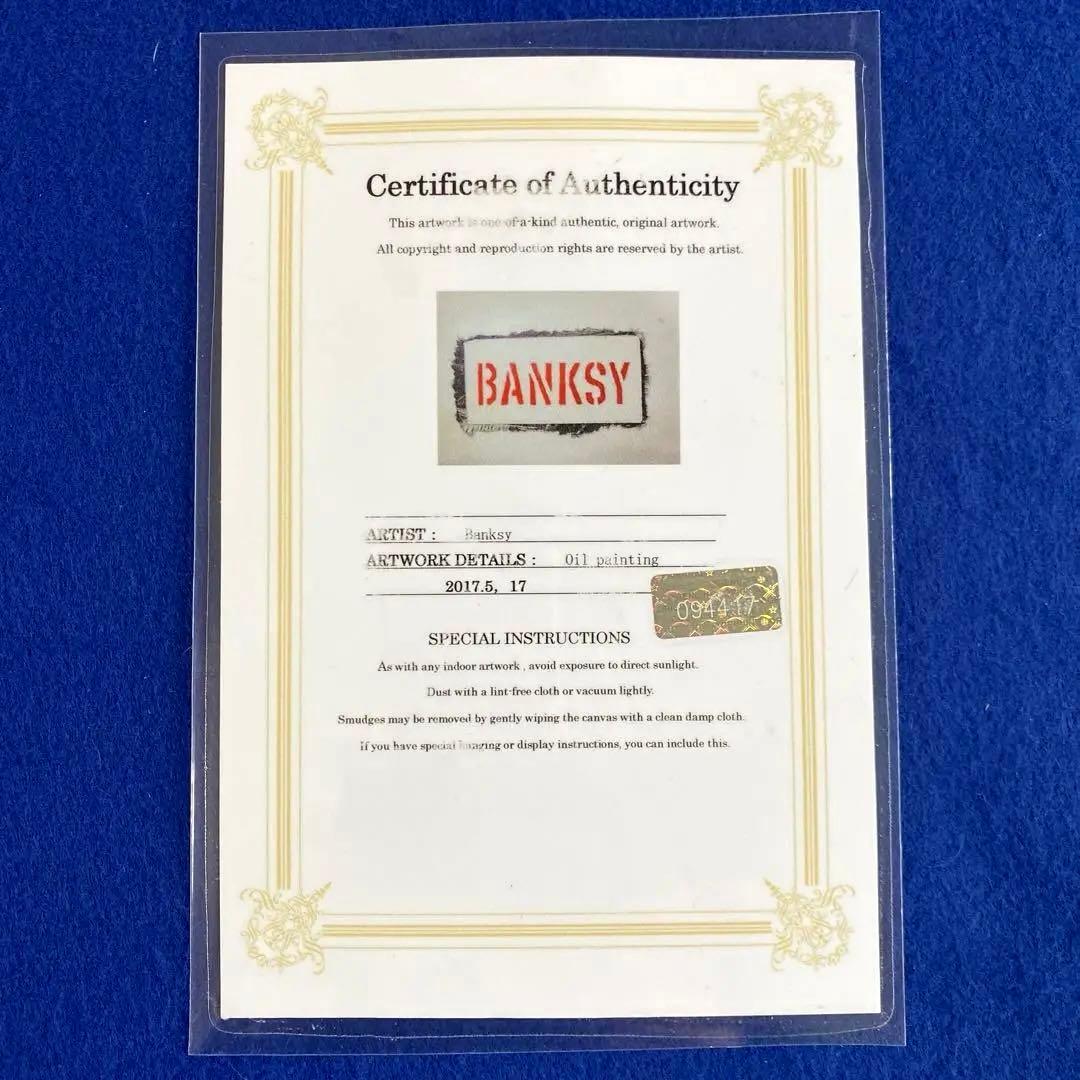 Certificate of Authenticity
This artwork is one-of-a-kind authentic, original artwork.
All copyright and reproduction rights are reserved by the artist.
BANKSY
ARTIST : Banksy
ARTWORK DETAILS : Oil painting
2017.5, 17
094417
SPECIAL INSTRUCTIONS
As with any indoor artwork , avoid exposure to direct sunlight.
Dust with a lint-free cloth or vacuum lightly.
Smudges may be removed by gently wiping the canvas with a clean damp cloth.
If you have special hanging or display instructions, you can include this.